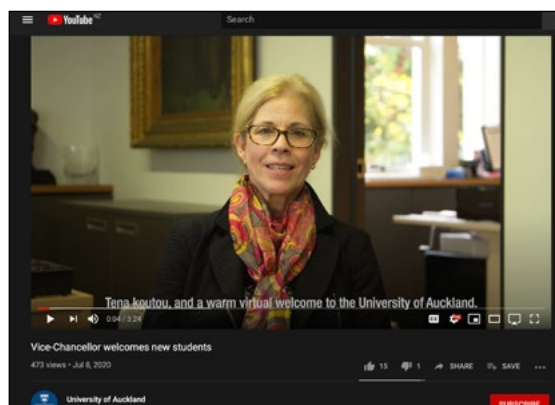 YouTube NZ
Search
Tena koutou, and a warm virtual welcome to the University of Auckland.
0:04 / 3:24
Vice-Chancellor welcomes new students
473 views • Jul 8, 2020
15 1 SHARE SAVE
University of Auckland
SUBSCRIBE